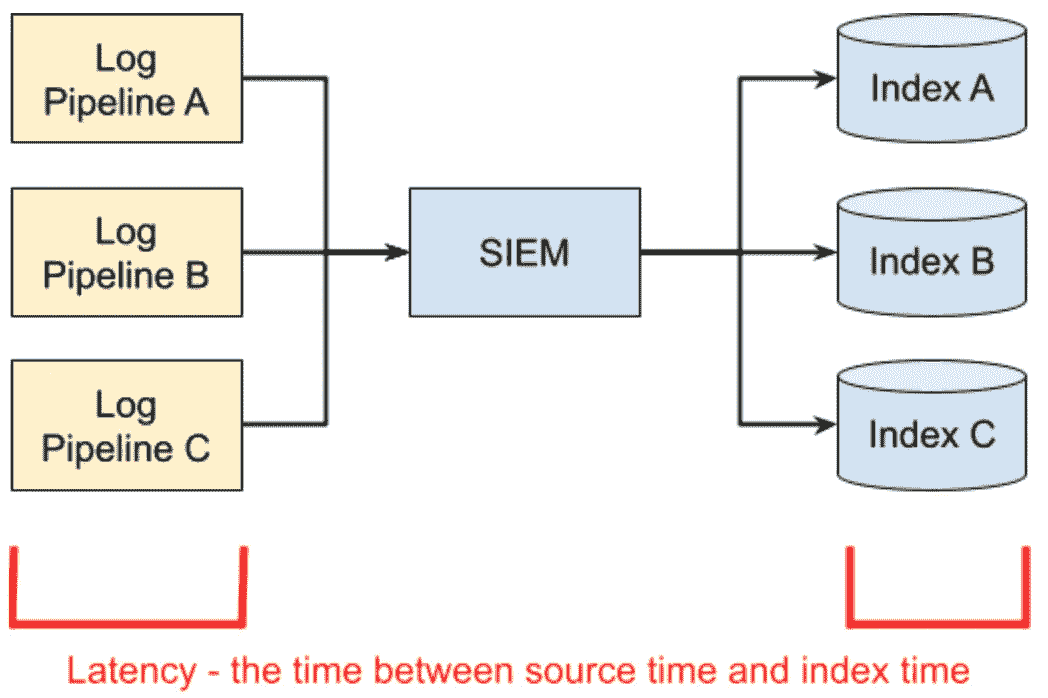 Log
Pipeline A
Index A
Log
Pipeline B
SIEM
Index B
Log
Pipeline C
Index C
Latency - the time between source time and index time